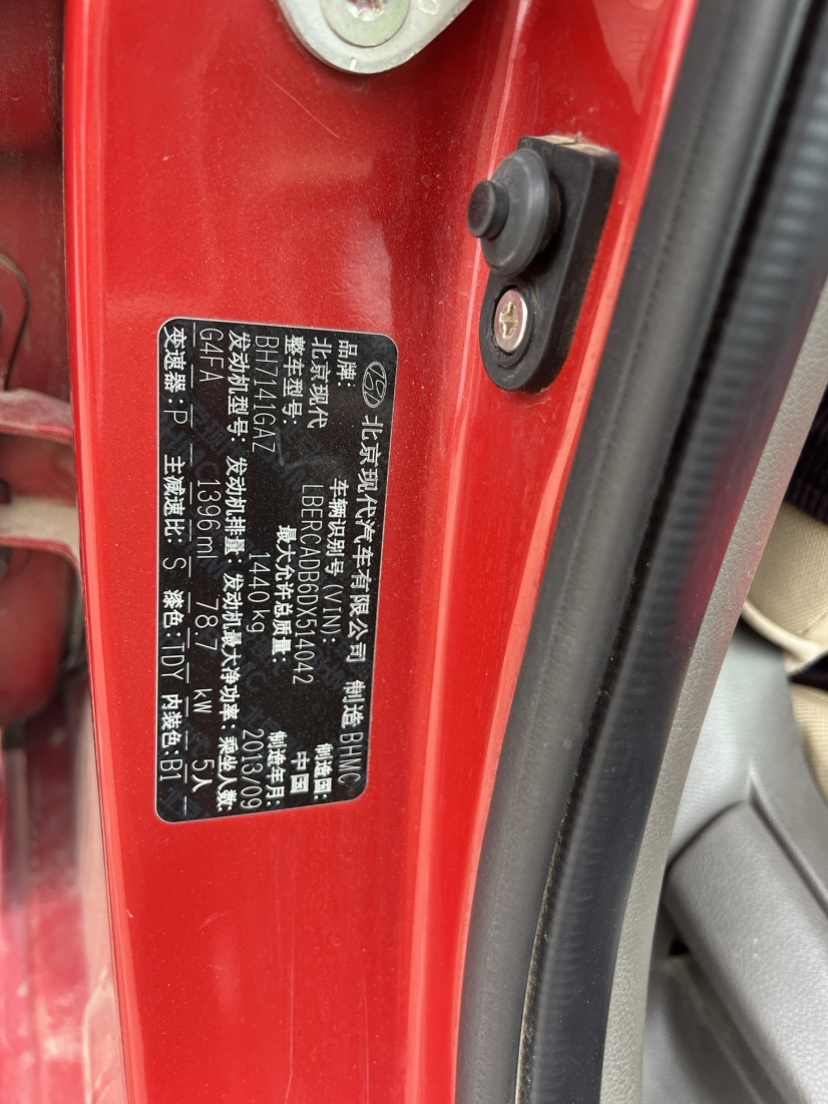 北京现代汽车有限公司 制造 BHMC
品牌: 车辆识别号 (VIN): 制造国:
北京现代 LBERCADB6DX514042 中国
整车型号: 最大允许总质量: 制造年月:
BH7141GAZ 1440kg 2013/09
发动机型号: 发动机排量: 发动机最大净功率: 乘坐人数:
G4FA 1396ml 78.7 kW 5人
变速器: P 主减速比: S 漆色: TDY 内装色: B1